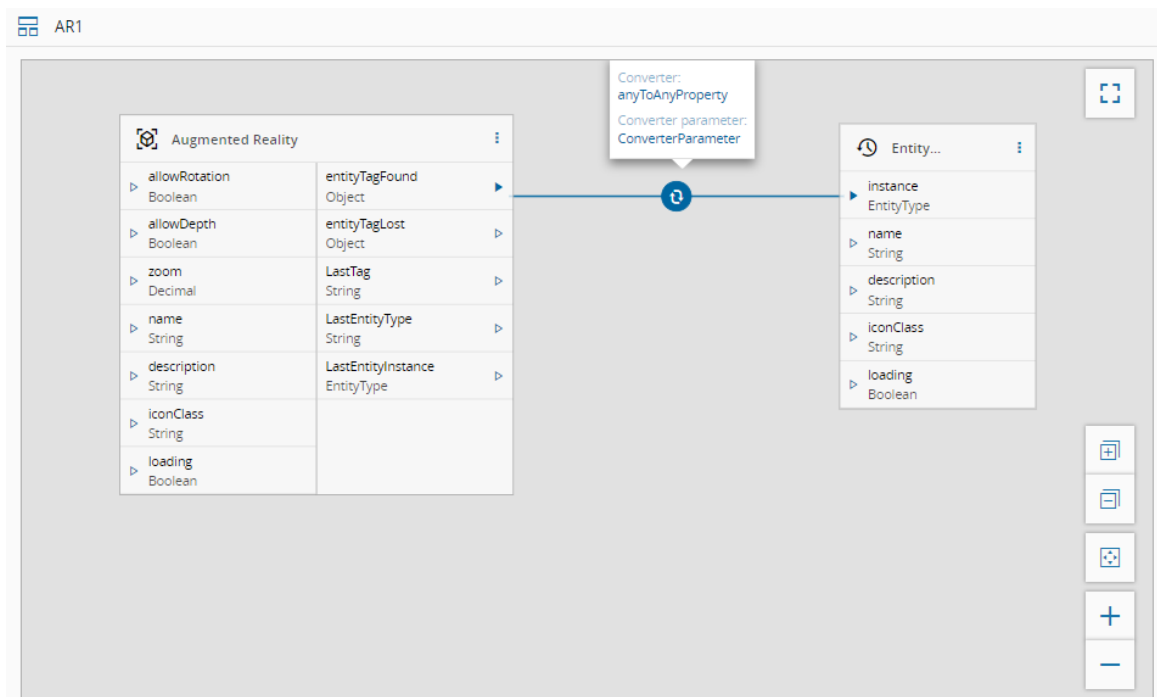 AR1
Converter:
anyToAnyProperty
Converter parameter:
ConverterParameter
Augmented Reality
allowRotation
Boolean
allowDepth
Boolean
zoom
Decimal
name
String
description
String
iconClass
String
loading
Boolean
entityTagFound
Object
entityTagLost
Object
LastTag
String
LastEntityType
String
LastEntityInstance
EntityType
Entity...
instance
EntityType
name
String
description
String
iconClass
String
loading
Boolean